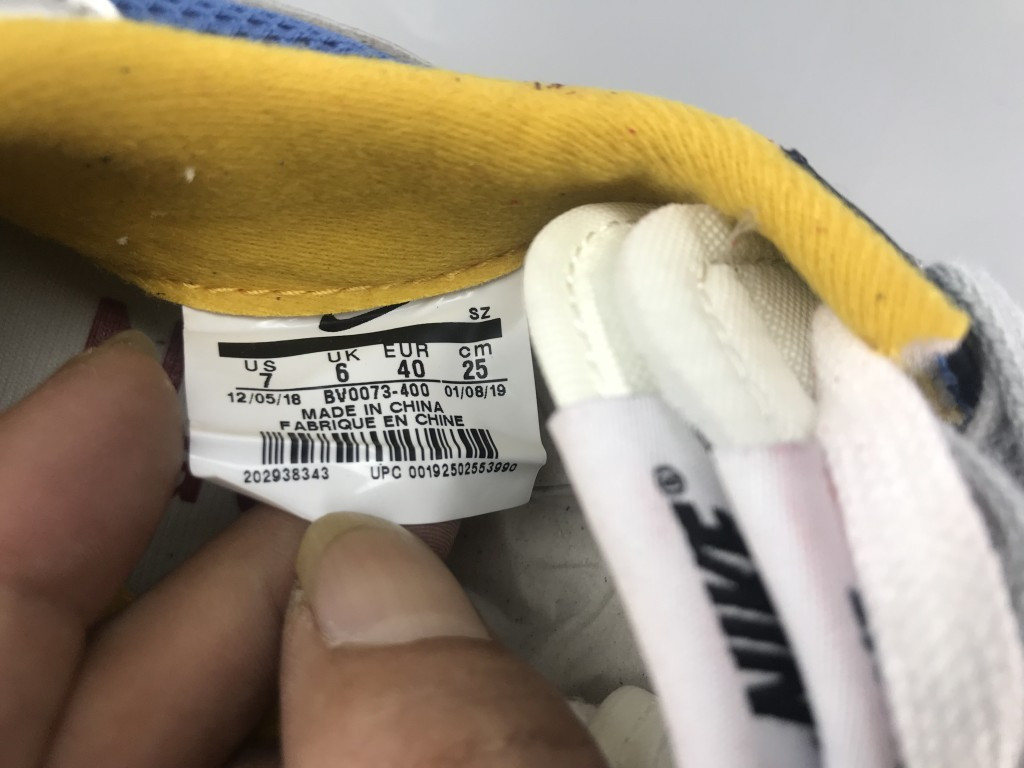 SZ
US UK EUR cm
7 6 40 25
12/05/18 BV0073-400 01/08/19
MADE IN CHINA
FABRIQUE EN CHINE
202938343 UPC 00192502553990
NIKE®